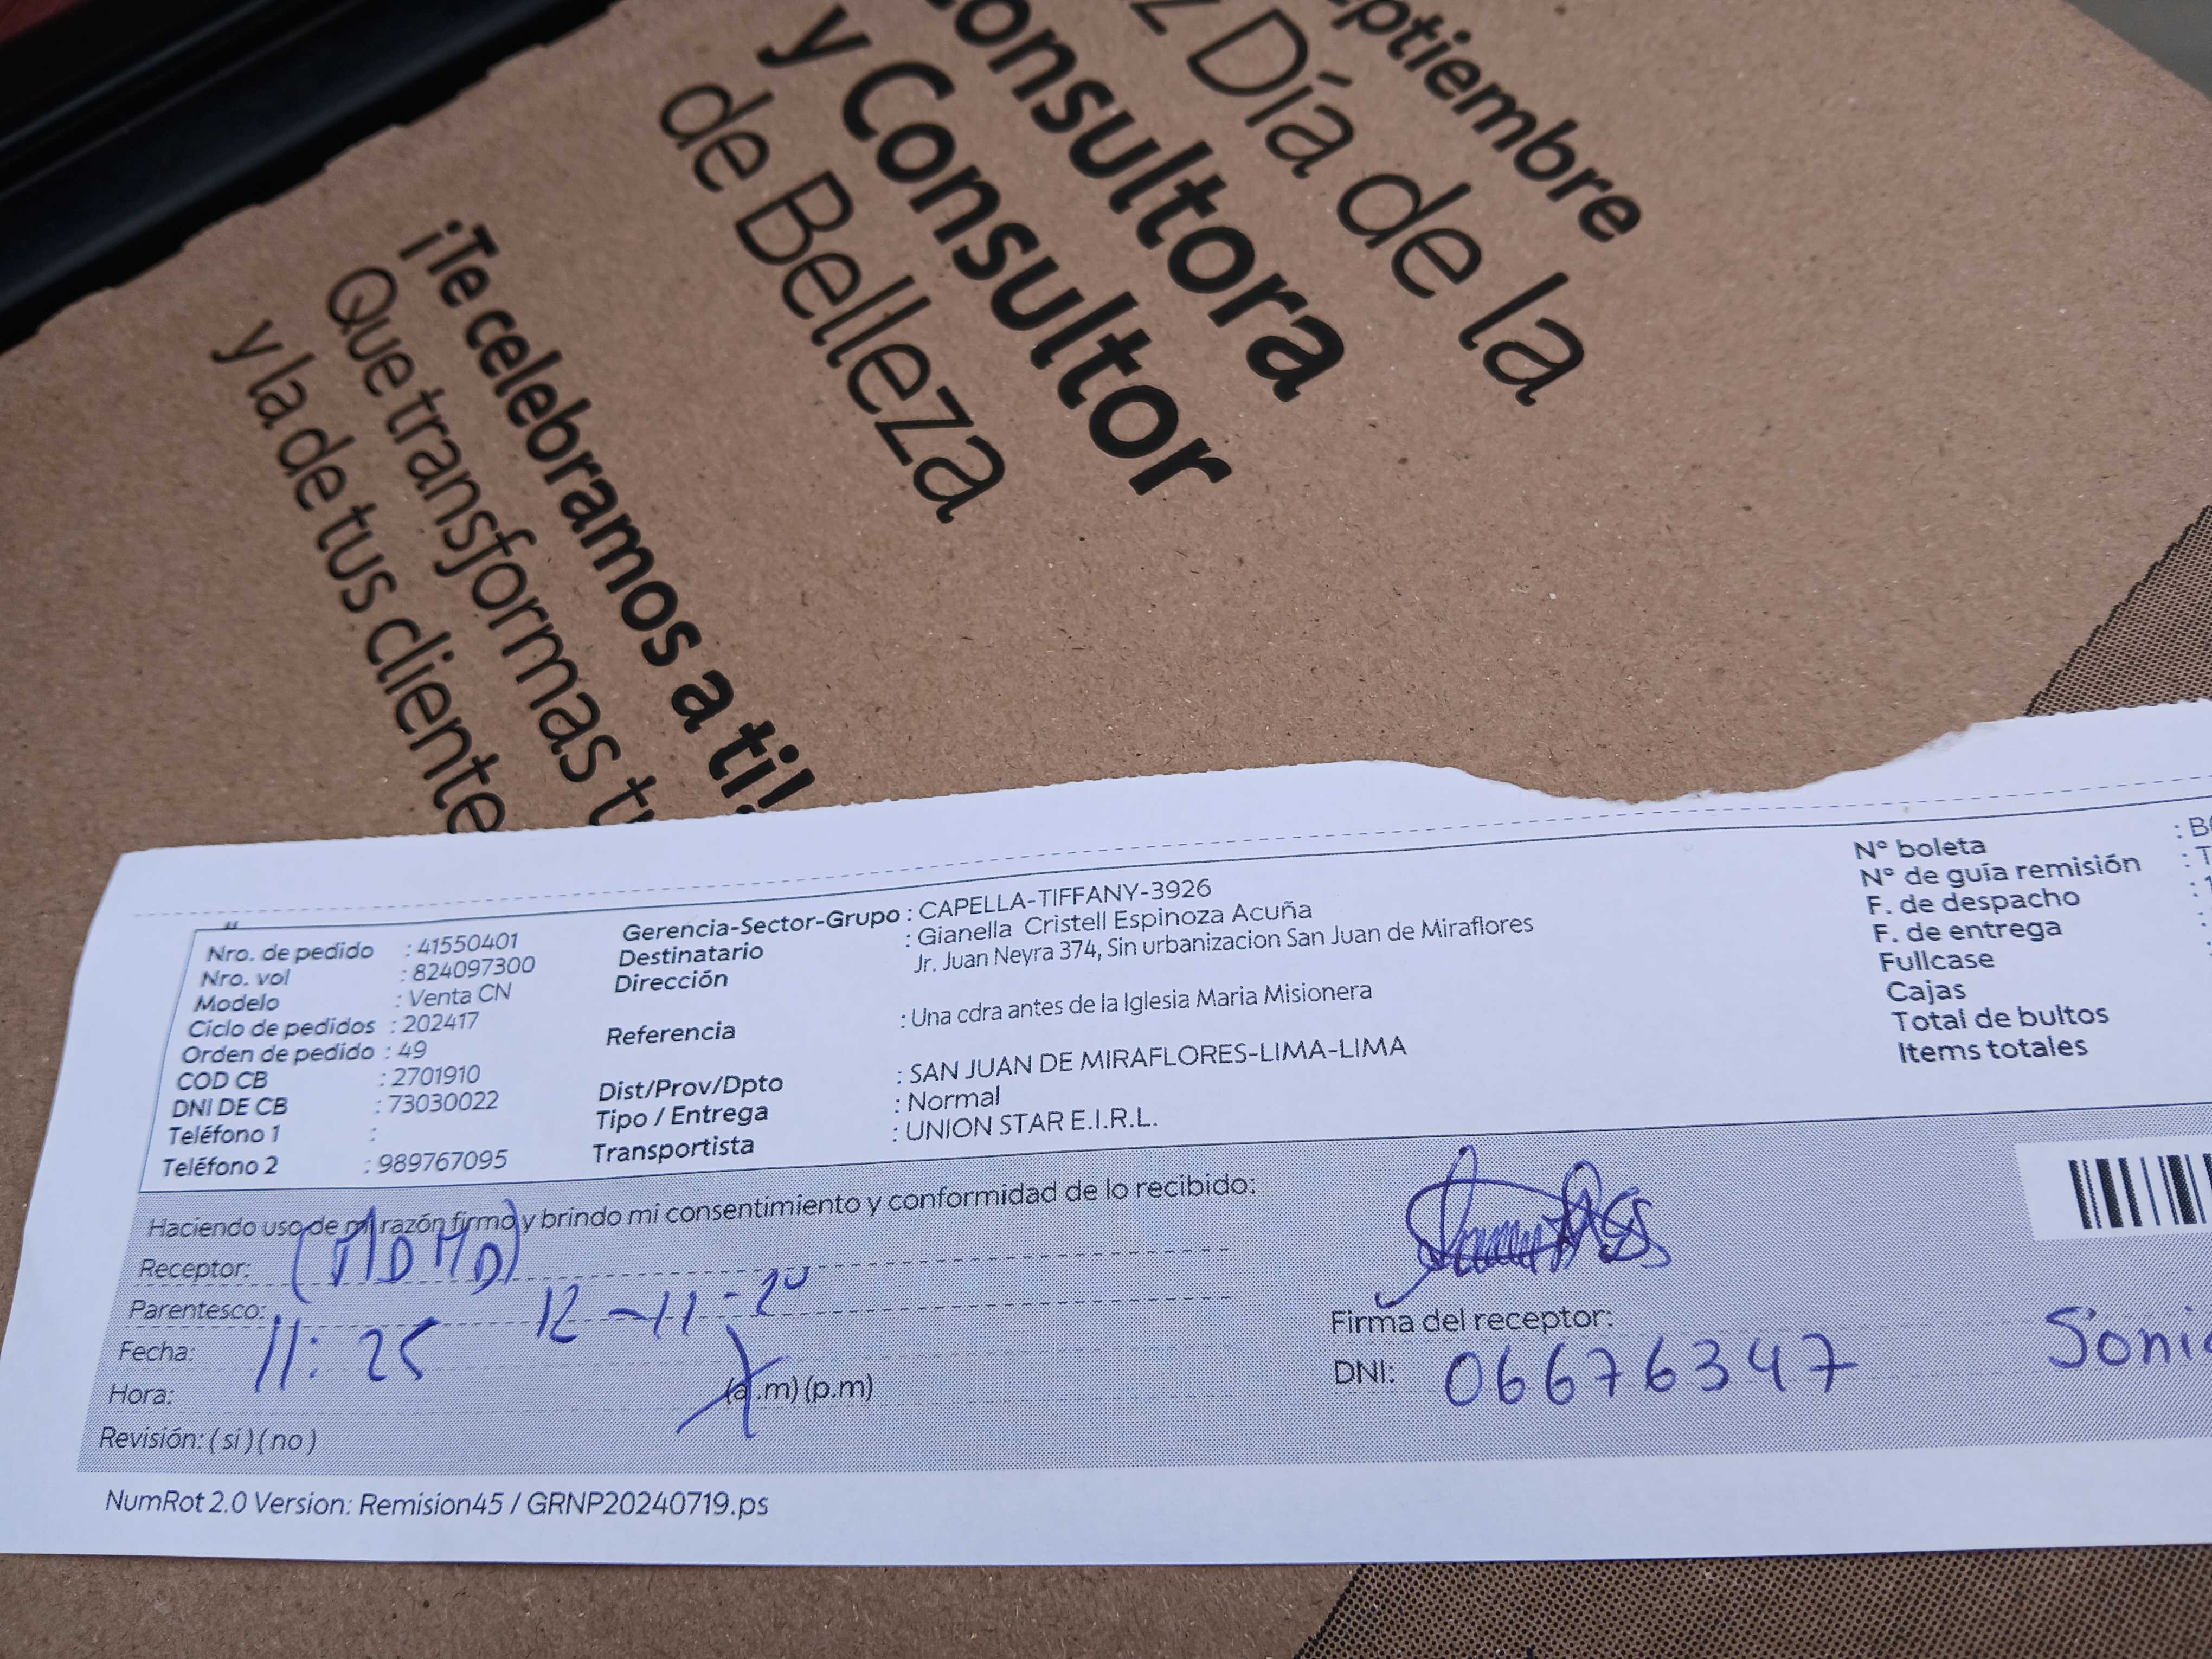 eptiembre
z Día de la
onsultora
y Consultor
de Belleza
¡Te celebramos a ti!
Que transformas tu
y la de tus cliente
Nro. de pedido : 41550401
Nro. vol : 824097300
Modelo : Venta CN
Ciclo de pedidos : 202417
Orden de pedido : 49
COD CB : 2701910
DNI DE CB : 73030022
Teléfono 1 :
Teléfono 2 : 989767095
Gerencia-Sector-Grupo : CAPELLA-TIFFANY-3926
Destinatario : Gianella Cristell Espinoza Acuña
Dirección Jr. Juan Neyra 374, Sin urbanizacion San Juan de Miraflores
Referencia : Una cdra antes de la Iglesia Maria Misionera
Dist/Prov/Dpto : SAN JUAN DE MIRAFLORES-LIMA-LIMA
Tipo / Entrega : Normal
Transportista : UNION STAR E.I.R.L.
N° boleta : B
N° de guía remisión : T
F. de despacho : 1
F. de entrega :
Fullcase :
Cajas
Total de bultos
Items totales
Haciendo uso de mi razón firmo y brindo mi consentimiento y conformidad de lo recibido:
Receptor:
Parentesco: 12-11-24
Fecha: 11:25
Hora: (a.m) (p.m)
Revisión: ( si ) ( no )
Firma del receptor:
DNI: 06676347
Soni
NumRot 2.0 Version: Remision45 / GRNP20240719.ps